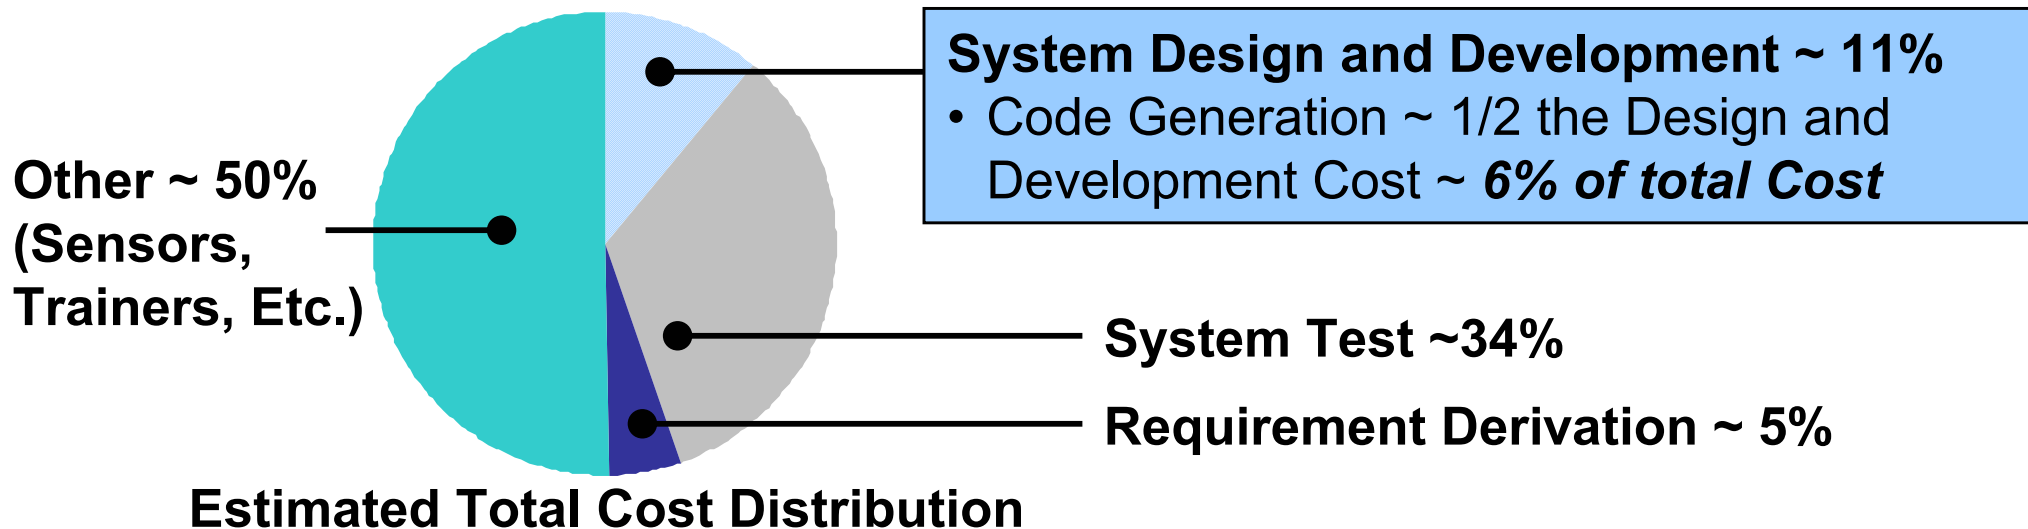 System Design and Development ~ 11%
• Code Generation ~ 1/2 the Design and
Development Cost ~ 6% of total Cost
Other ~ 50%
(Sensors,
Trainers, Etc.)
System Test ~34%
Requirement Derivation ~ 5%
Estimated Total Cost Distribution